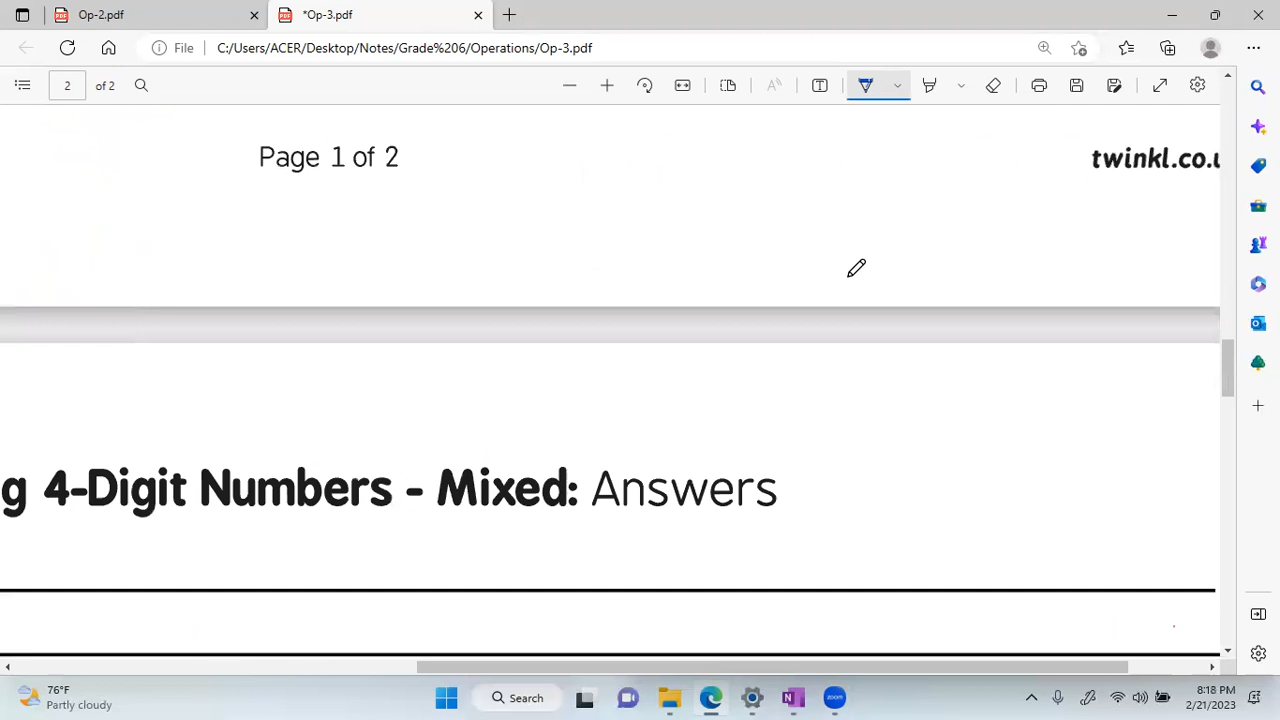 Op-2.pdf
*Op-3.pdf
File
C:/Users/ACER/Desktop/Notes/Grade%206/Operations/Op-3.pdf
2 of 2
Page 1 of 2
twinkl.co.u
g 4-Digit Numbers - Mixed: Answers
76°F
Partly cloudy
Search
zoom
8:18 PM
2/21/2023